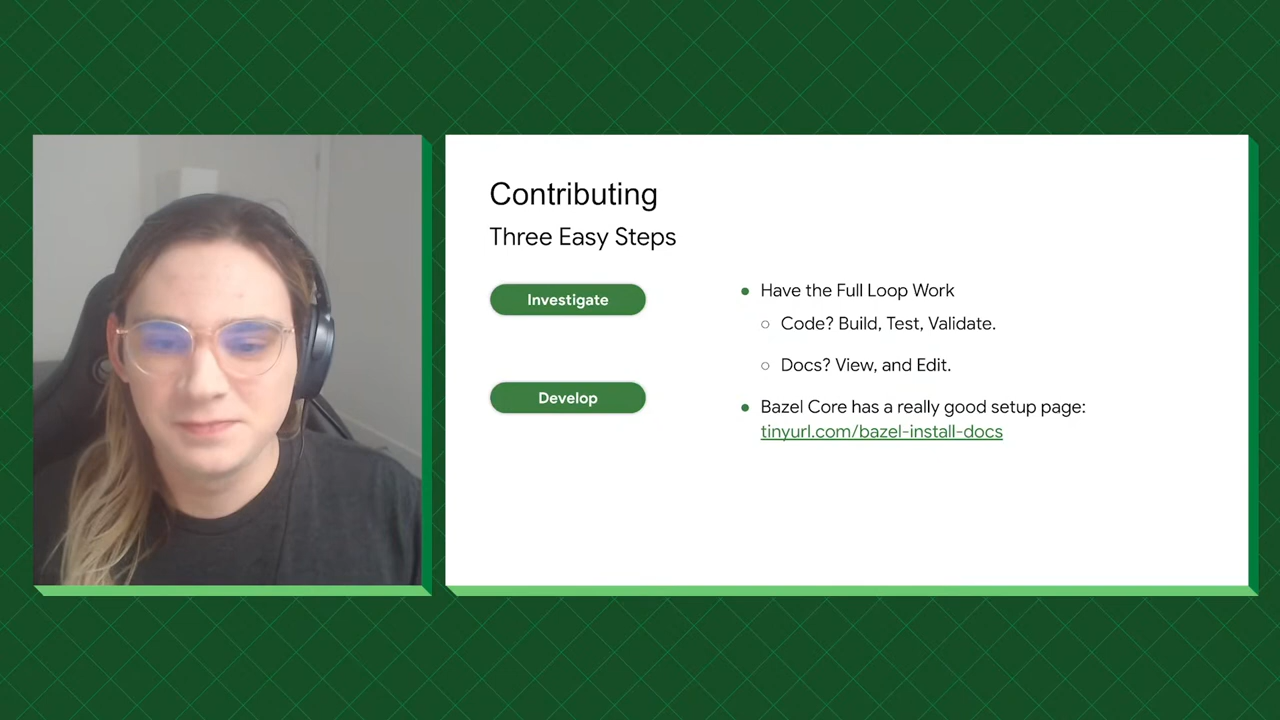 Contributing
Three Easy Steps
Investigate
Develop
● Have the Full Loop Work
○ Code? Build, Test, Validate.
○ Docs? View, and Edit.
● Bazel Core has a really good setup page:
tinyurl.com/bazel-install-docs